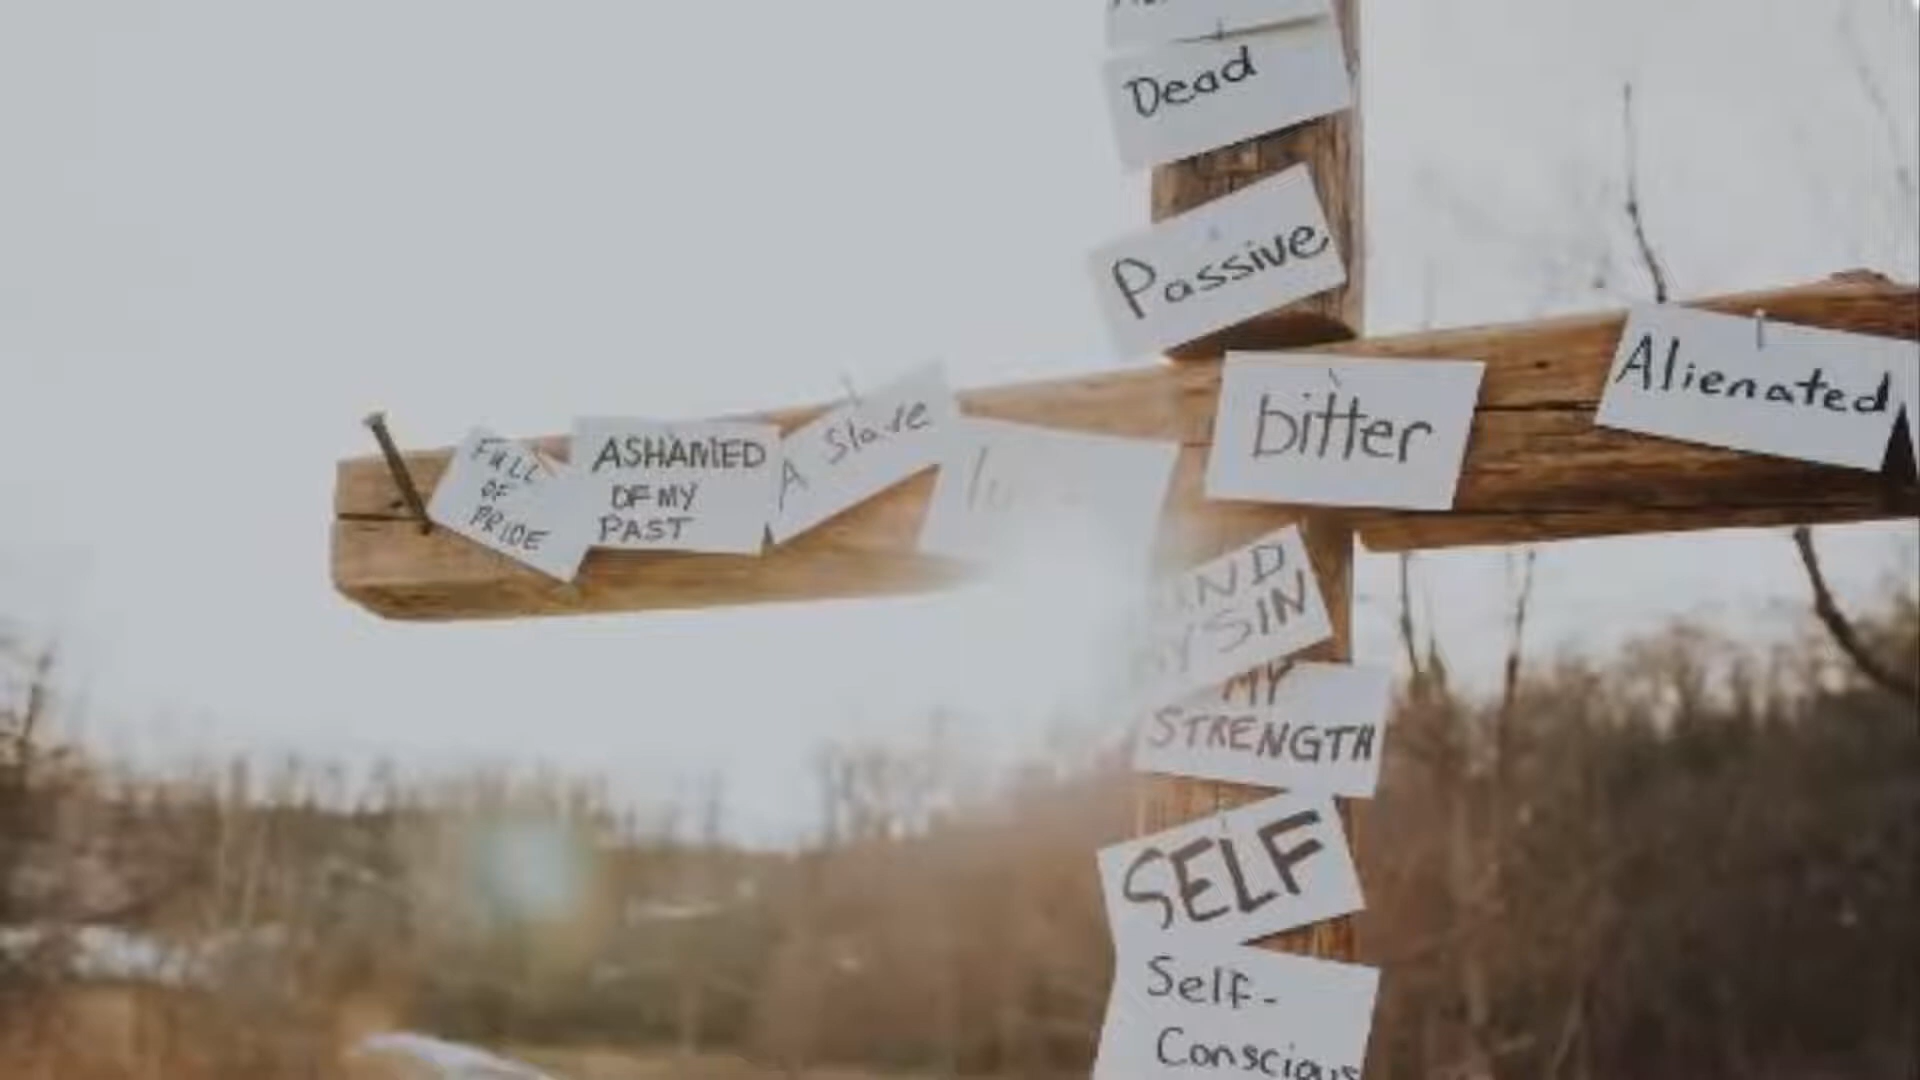 Dead
Passive
Alienated
bitter
A Slave
ASHAMED
OF MY
PAST
FULL
OF
PRIDE
SIN
MY
STRENGTH
SELF
Self-
Conscious